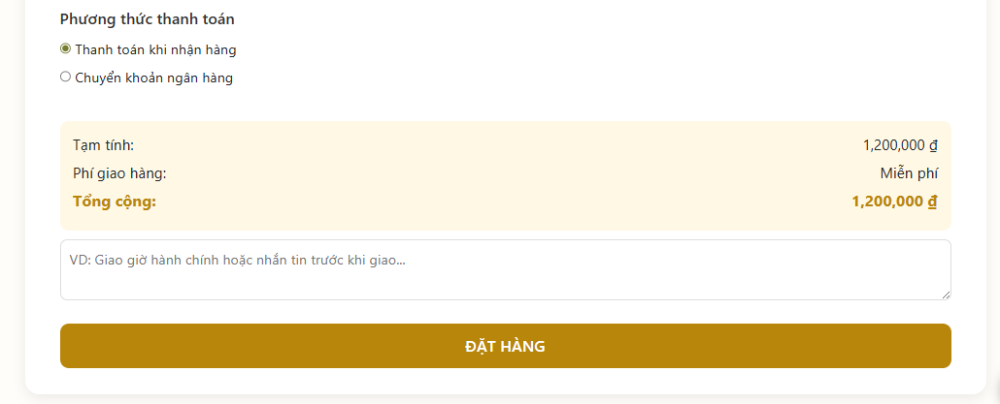 Phương thức thanh toán
Thanh toán khi nhận hàng
Chuyển khoản ngân hàng
Tạm tính: 1,200,000 ₫
Phí giao hàng: Miễn phí
Tổng cộng: 1,200,000 ₫
VD: Giao giờ hành chính hoặc nhắn tin trước khi giao...
ĐẶT HÀNG